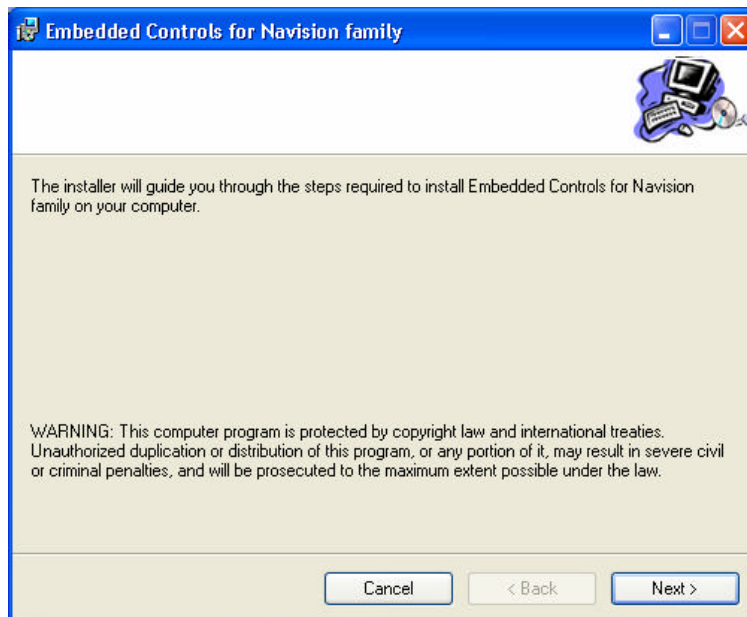 Embedded Controls for Navision family
The installer will guide you through the steps required to install Embedded Controls for Navision
family on your computer.
WARNING: This computer program is protected by copyright law and international treaties.
Unauthorized duplication or distribution of this program, or any portion of it, may result in severe civil
or criminal penalties, and will be prosecuted to the maximum extent possible under the law.
Cancel < Back Next >